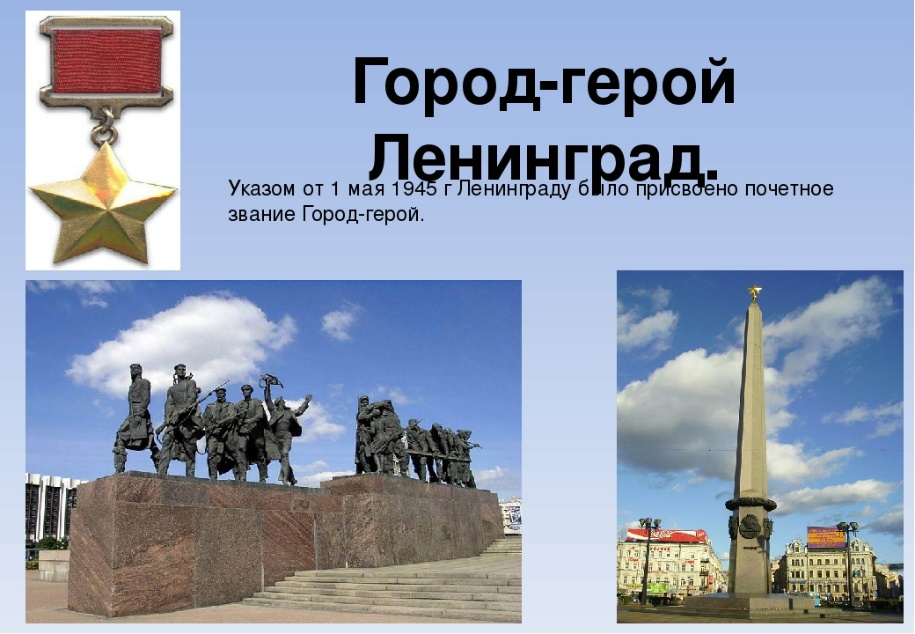 Город-герой
Ленинград.
Указом от 1 мая 1945 г Ленинграду было присвоено почетное
звание Город-герой.